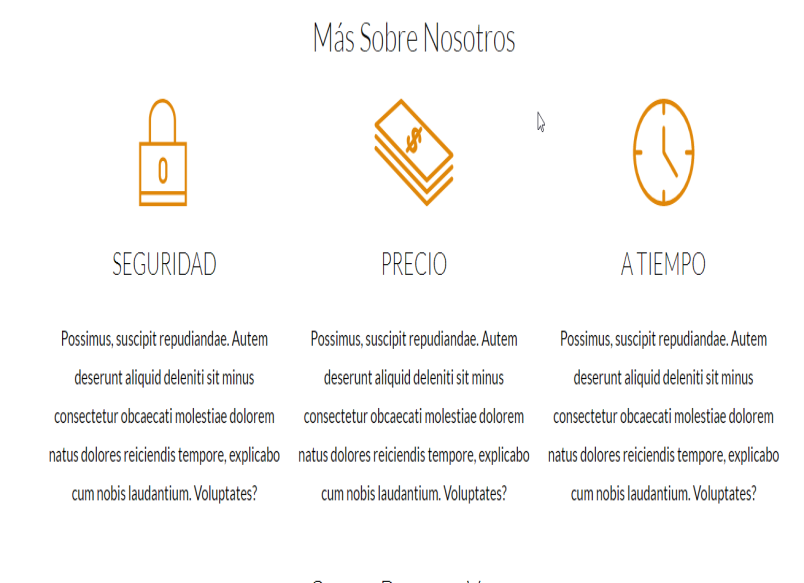 Más Sobre Nosotros
SEGURIDAD
Possimus, suscipit repudiandae. Autem
deserunt aliquid deleniti sit minus
consectetur obcaecati molestiae dolorem
natus dolores reiciendis tempore, explicabo
cum nobis laudantium. Voluptates?
$
PRECIO
Possimus, suscipit repudiandae. Autem
deserunt aliquid deleniti sit minus
consectetur obcaecati molestiae dolorem
natus dolores reiciendis tempore, explicabo
cum nobis laudantium. Voluptates?
A TIEMPO
Possimus, suscipit repudiandae. Autem
deserunt aliquid deleniti sit minus
consectetur obcaecati molestiae dolorem
natus dolores reiciendis tempore, explicabo
cum nobis laudantium. Voluptates?